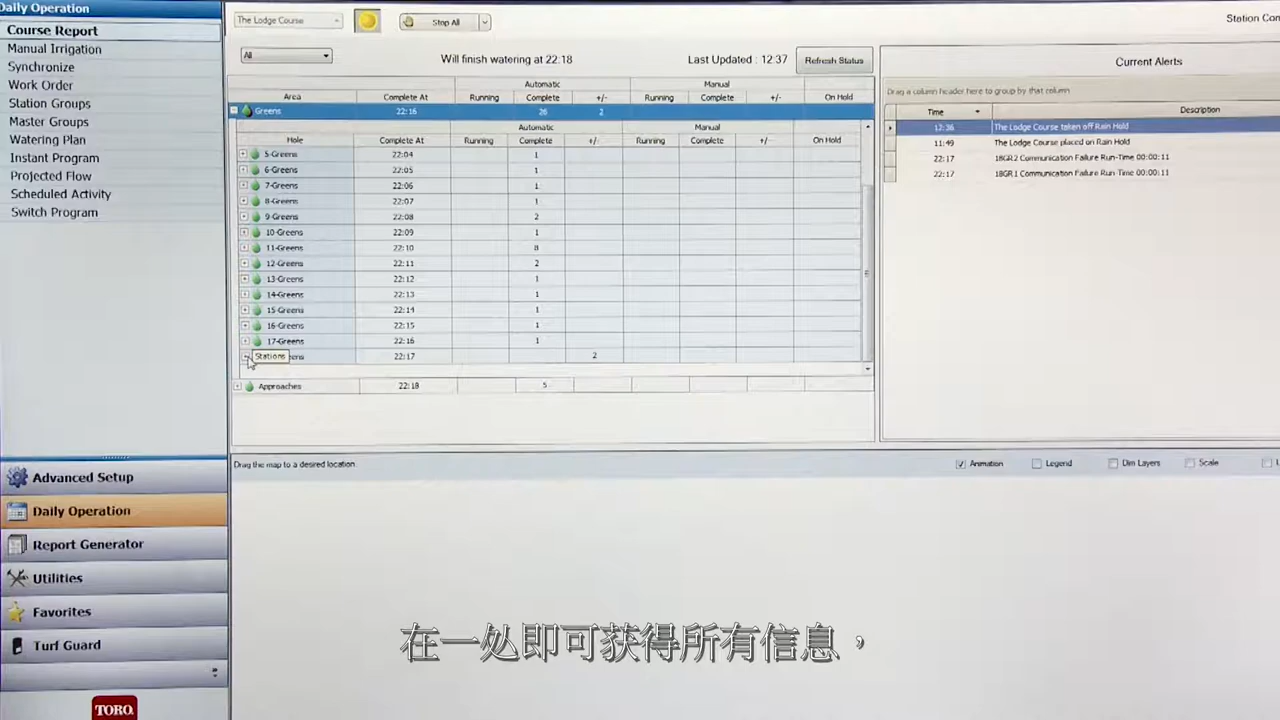 Daily Operation
Course Report
Manual Irrigation
Synchronize
Work Order
Station Groups
Master Groups
Watering Plan
Instant Program
Projected Flow
Scheduled Activity
Switch Program
Advanced Setup
Daily Operation
Report Generator
Utilities
Favorites
Turf Guard
TORO
The Lodge Course
Stop All
Station Con
All
Will finish watering at 22:18
Last Updated : 12:37
Refresh Status
Automatic Manual
Area Complete At Running Complete +/- Running Complete +/- On Hold
Greens 22:16 26 2
Automatic Manual
Hole Complete At Running Complete +/- Running Complete +/- On Hold
5-Greens 22:04 1
6-Greens 22:05 1
7-Greens 22:06 1
8-Greens 22:07 1
9-Greens 22:08 2
10-Greens 22:09 1
11-Greens 22:10 8
12-Greens 22:11 2
13-Greens 22:12 1
14-Greens 22:13 1
15-Greens 22:14 1
16-Greens 22:15 1
17-Greens 22:16 1
Stations ens 22:17 2
Approaches 22:18 5
Current Alerts
Drag a column header here to group by that column
Time Description
12:36 The Lodge Course taken off Rain Hold
11:49 The Lodge Course placed on Rain Hold
22:17 18GR2 Communication Failure Run-Time 00:00:11
22:17 18GR1 Communication Failure Run-Time 00:00:11
Drag the map to a desired location.
Animation Legend Dim Layers Scale
在一处即可获得所有信息，